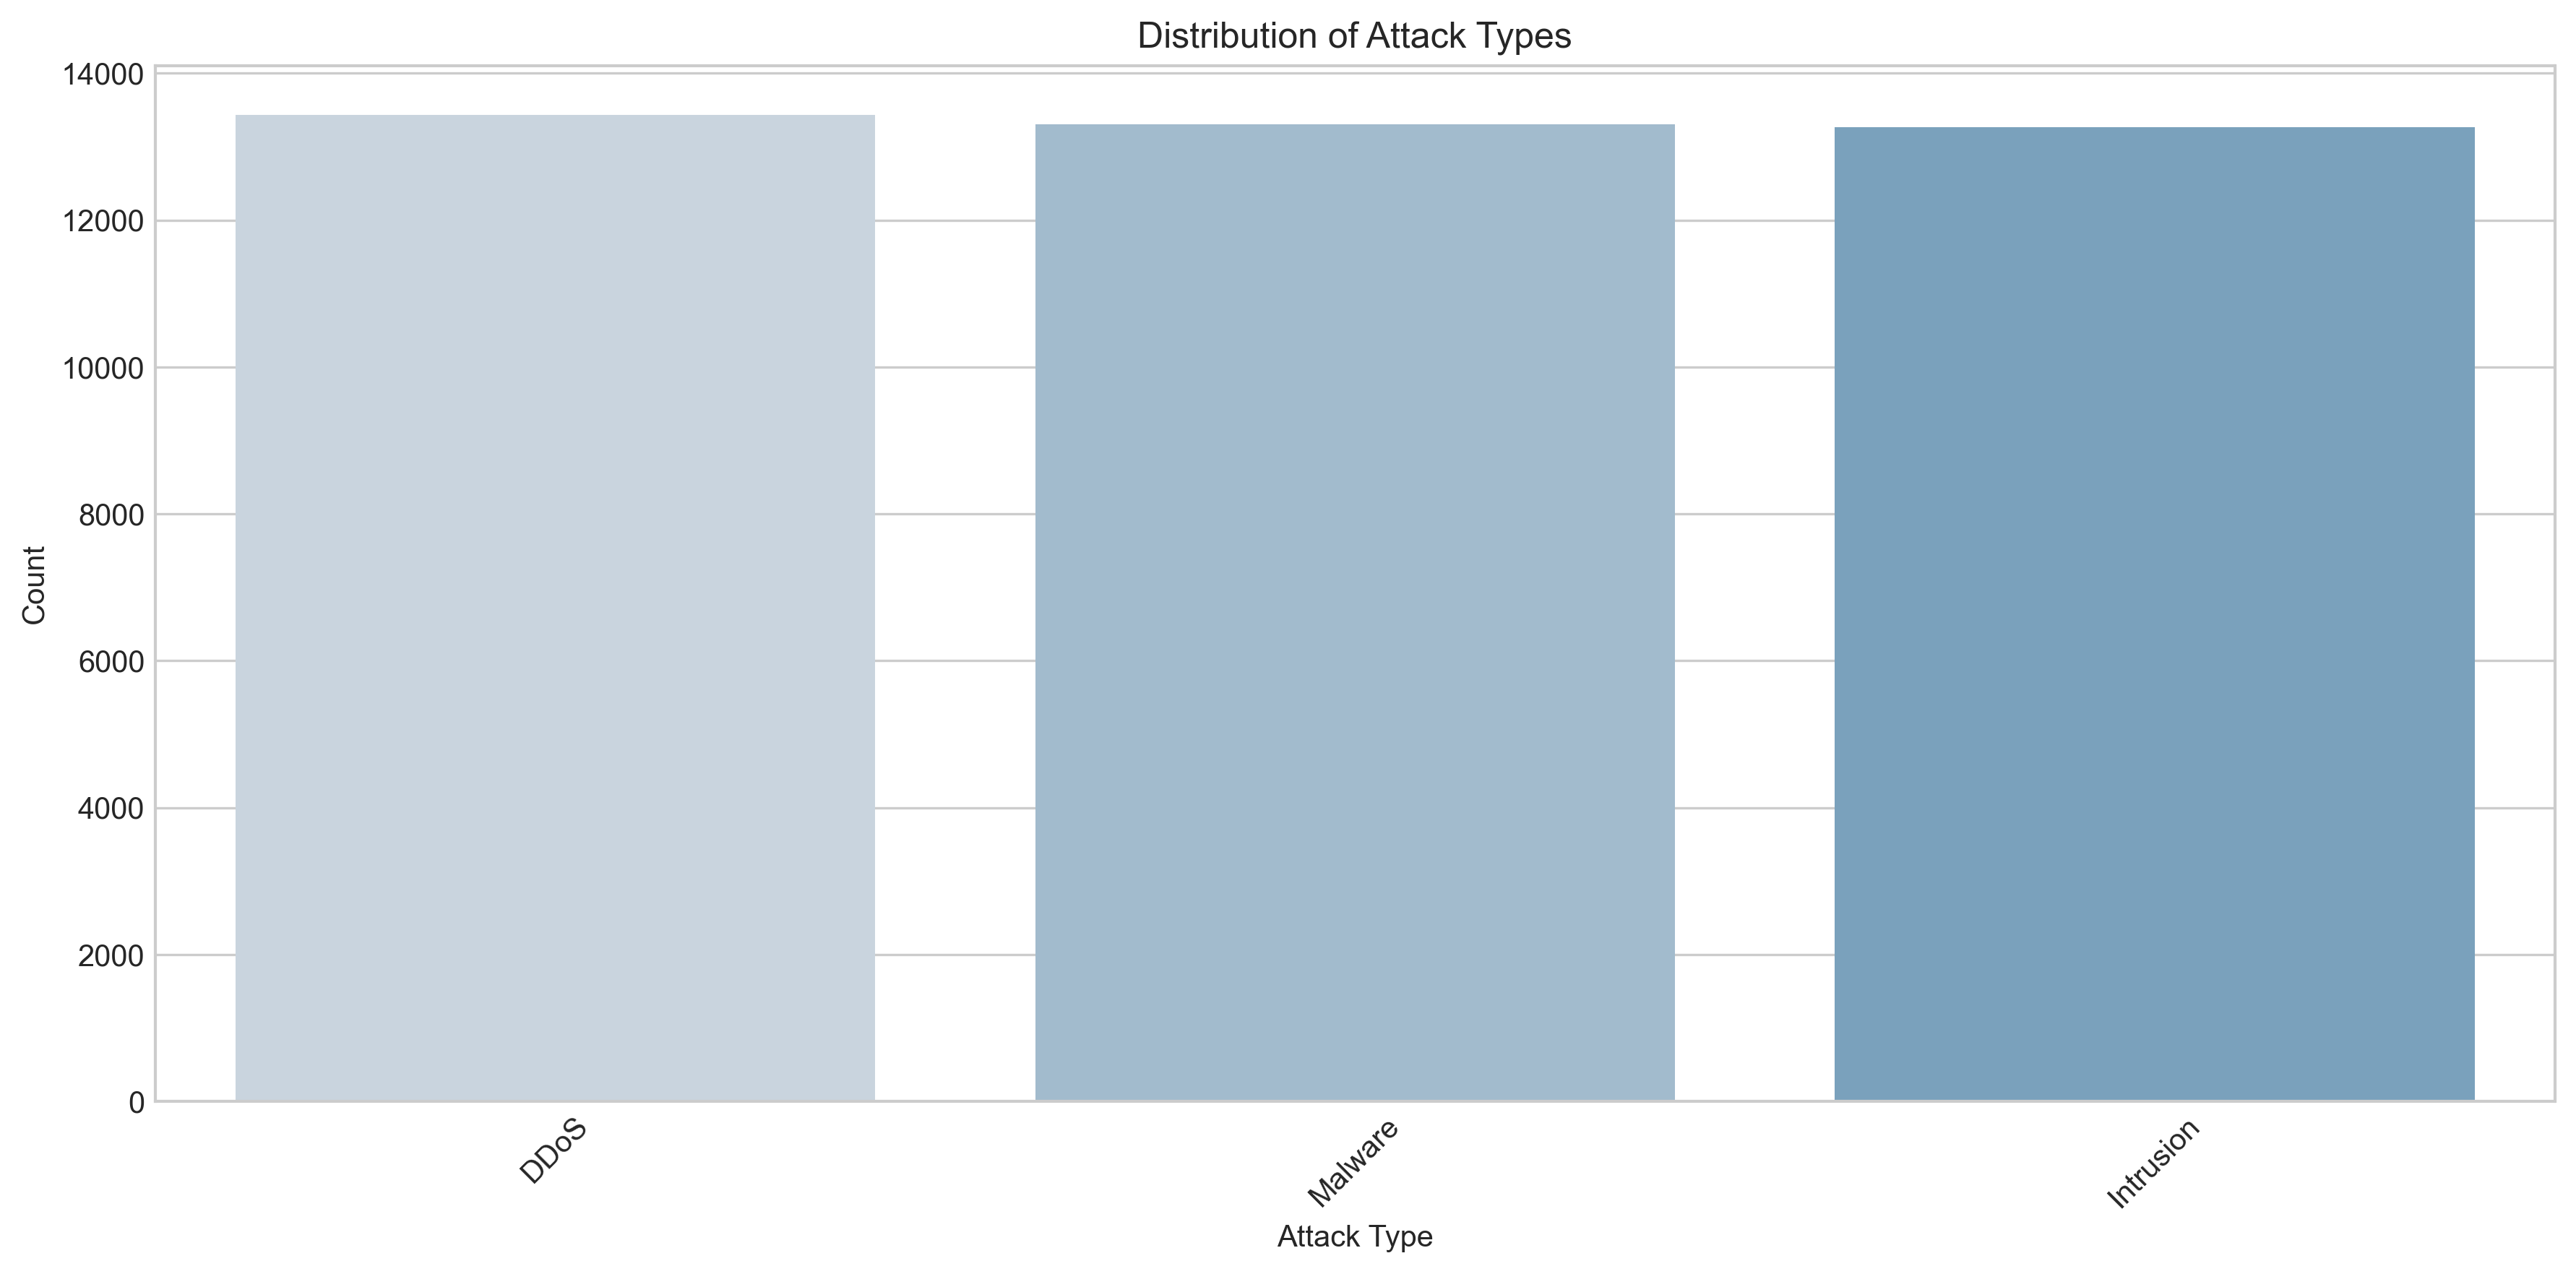 Distribution of Attack Types
14000
12000
10000
8000
6000
4000
2000
0
Count
DDoS
Malware
Intrusion
Attack Type